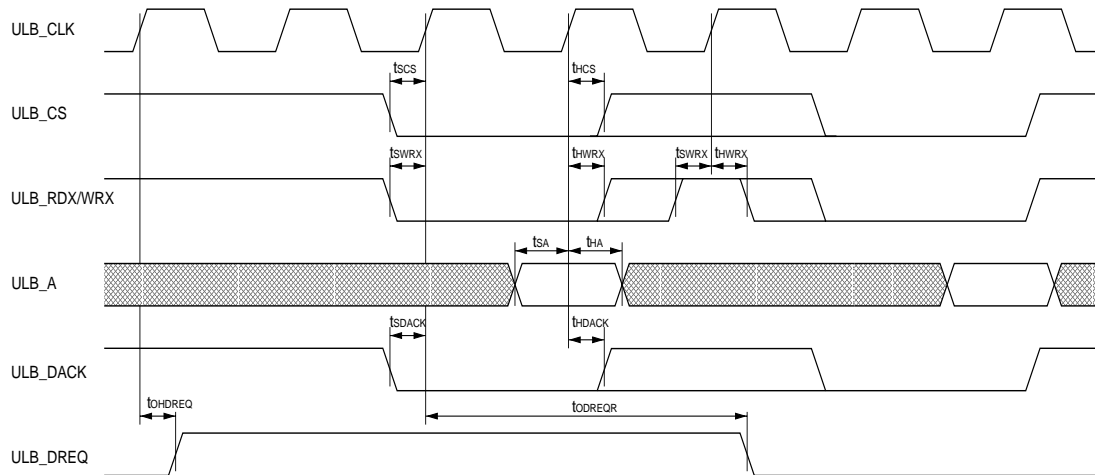 ULB_CLK
tSCS tHCS
ULB_CS
tSWRX tHWRX tSWRX tHWRX
ULB_RDX/WRX
tSA tHA
ULB_A
tSDACK tHDACK
ULB_DACK
tOHDREQ tODREQR
ULB_DREQ